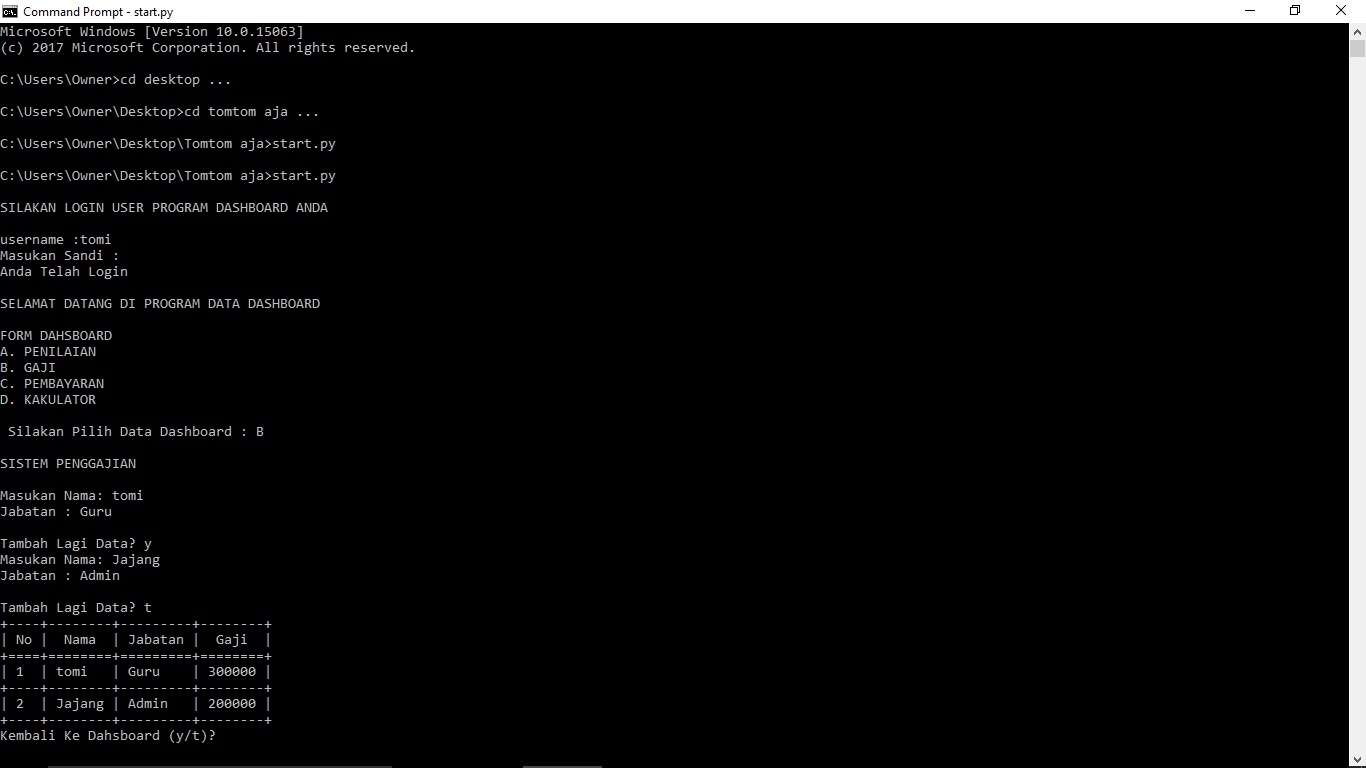 Command Prompt - start.py
Microsoft Windows [Version 10.0.15063]
(c) 2017 Microsoft Corporation. All rights reserved.
C:\Users\Owner>cd desktop ...
C:\Users\Owner\Desktop>cd tomtom aja ...
C:\Users\Owner\Desktop\Tomtom aja>start.py
C:\Users\Owner\Desktop\Tomtom aja>start.py
SILAKAN LOGIN USER PROGRAM DASHBOARD ANDA
username :tomi
Masukan Sandi :
Anda Telah Login
SELAMAT DATANG DI PROGRAM DATA DASHBOARD
FORM DAHSBOARD
A. PENILAIAN
B. GAJI
C. PEMBAYARAN
D. KAKULATOR
Silakan Pilih Data Dashboard : B
SISTEM PENGGAJIAN
Masukan Nama: tomi
Jabatan : Guru
Tambah Lagi Data? y
Masukan Nama: Jajang
Jabatan : Admin
Tambah Lagi Data? t
+----+--------+---------+--------+
| No |  Nama  | Jabatan |  Gaji  |
+====+========+=========+========+
| 1  | tomi   | Guru    | 300000 |
+----+--------+---------+--------+
| 2  | Jajang | Admin   | 200000 |
+----+--------+---------+--------+
Kembali Ke Dahsboard (y/t)?